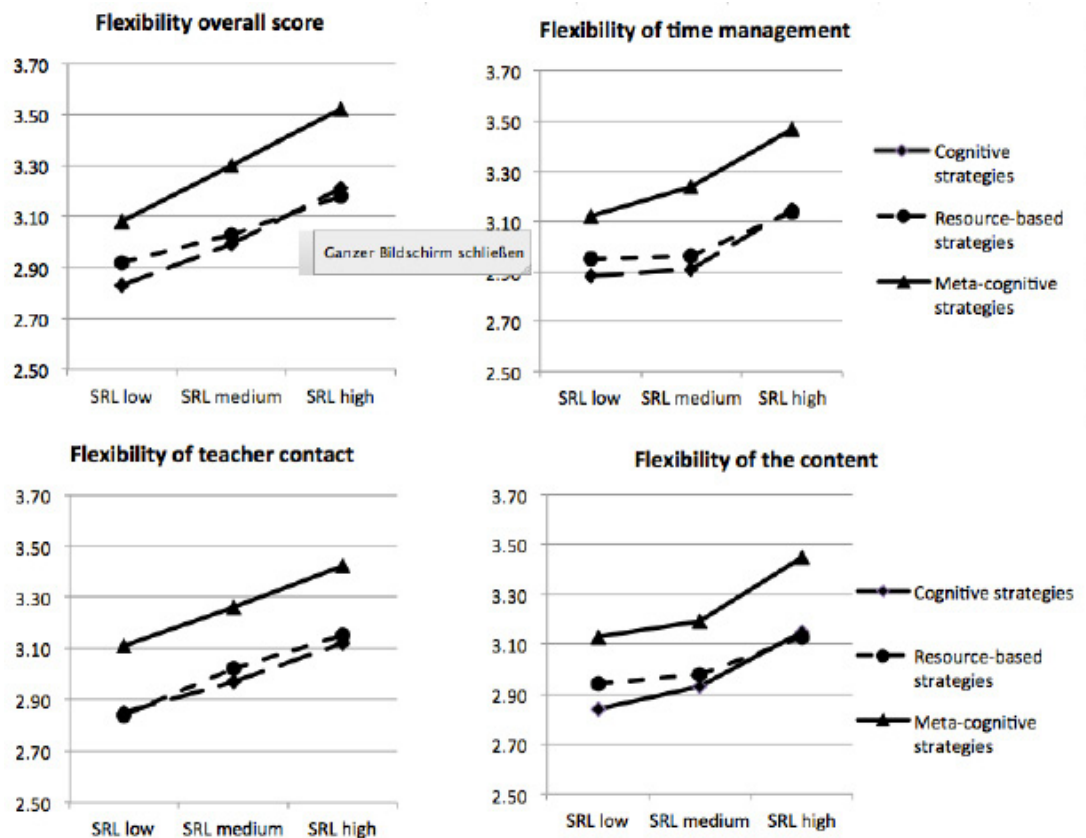 Flexibility overall score
3.70
3.50
3.30
3.10
2.90
2.70
2.50
SRL low SRL medium SRL high
Ganzer Bildschirm schließen
Flexibility of time management
3.70
3.50
3.30
3.10
2.90
2.70
2.50
SRL low SRL medium SRL high
Cognitive
strategies
Resource-based
strategies
Meta-cognitive
strategies
Flexibility of teacher contact
3.70
3.50
3.30
3.10
2.90
2.70
2.50
SRL low SRL medium SRL high
Flexibility of the content
3.70
3.50
3.30
3.10
2.90
2.70
2.50
SRL low SRL medium SRL high
Cognitive strategies
Resource-based
strategies
Meta-cognitive
strategies